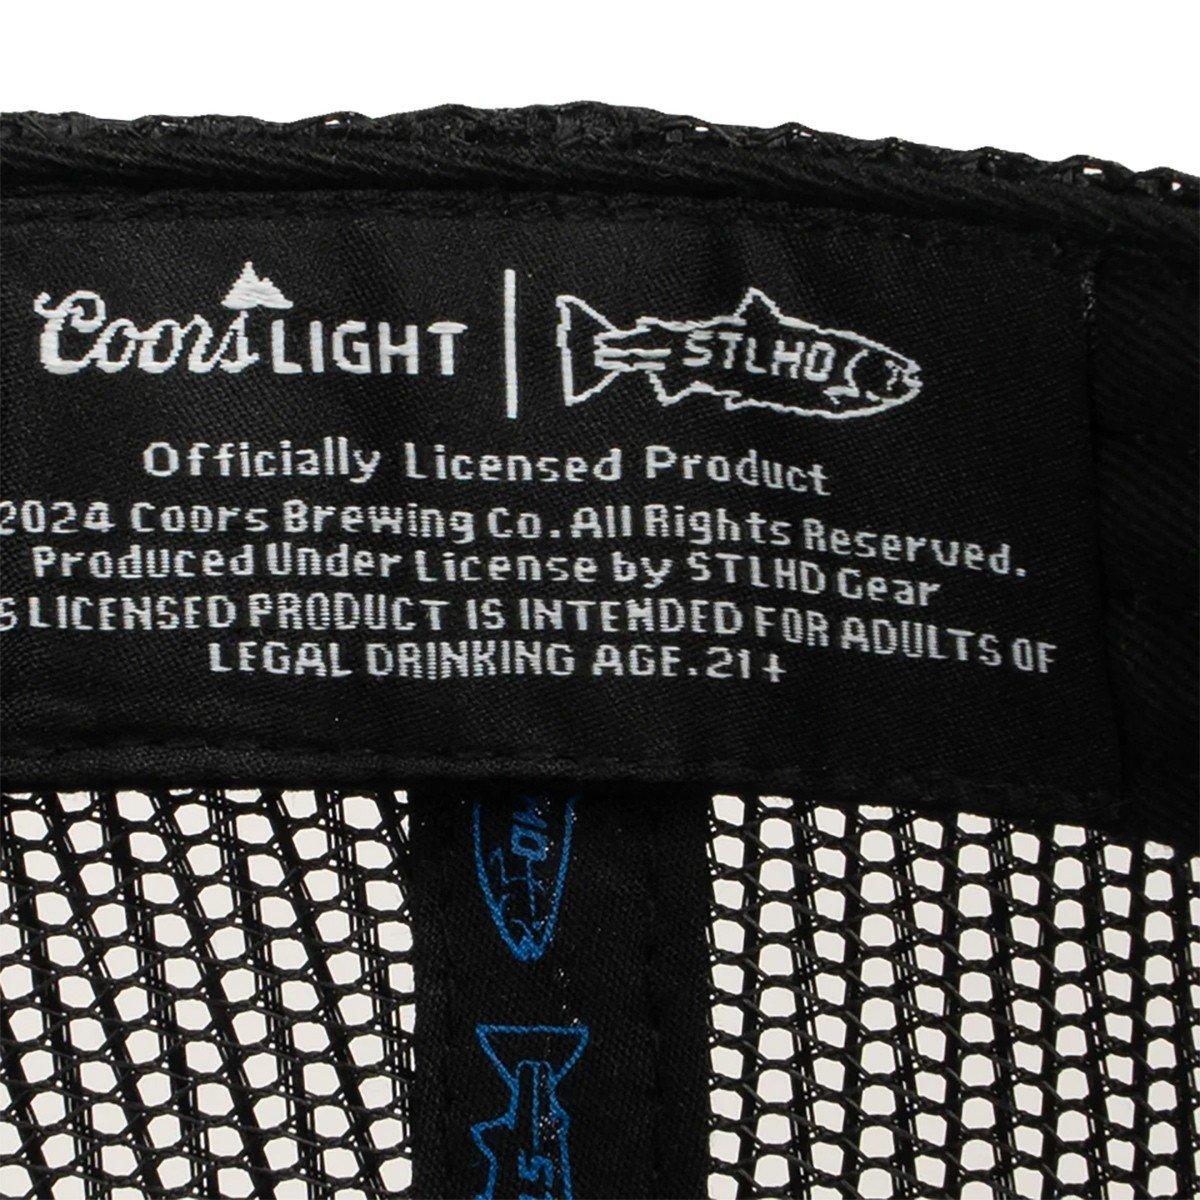 Coors LIGHT | STLHD
Officially Licensed Product
2024 Coors Brewing Co. All Rights Reserved.
Produced Under License by STLHD Gear
LICENSED PRODUCT IS INTENDED FOR ADULTS OF
LEGAL DRINKING AGE. 21+